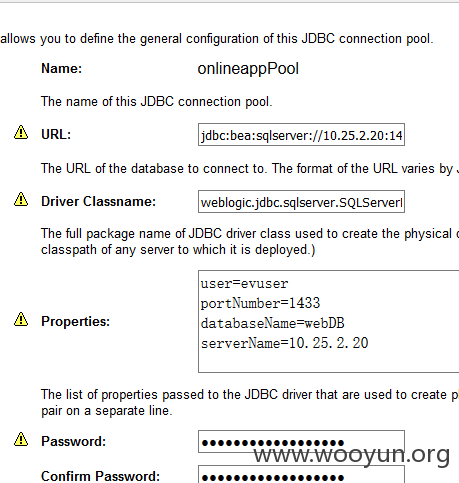 allows you to define the general configuration of this JDBC connection pool.
Name: onlineappPool
The name of this JDBC connection pool.
URL: jdbc:bea:sqlserver://10.25.2.20:14
The URL of the database to connect to. The format of the URL varies by
Driver Classname: weblogic.jdbc.sqlserver.SQLServer
The full package name of JDBC driver class used to create the physical
classpath of any server to which it is deployed.)
user=evuser
portNumber=1433
Properties: databaseName=webDB
serverName=10.25.2.20
The list of properties passed to the JDBC driver that are used to create
pair on a separate line.
Password: ●●●●●●●●●●●●●●●●●●
www.wooyun.org
Confirm Password: ●●●●●●●●●●●●●●●●●●